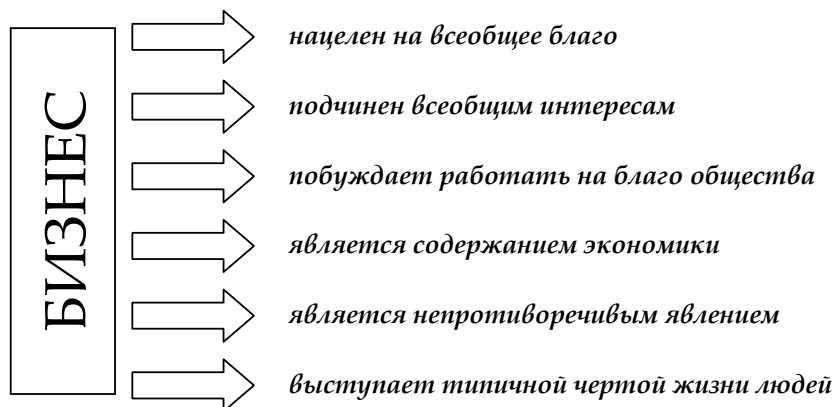 БИЗНЕС
нацелен на всеобщее благо
подчинен всеобщим интересам
побуждает работать на благо общества
является содержанием экономики
является непротиворечивым явлением
выступает типичной чертой жизни людей